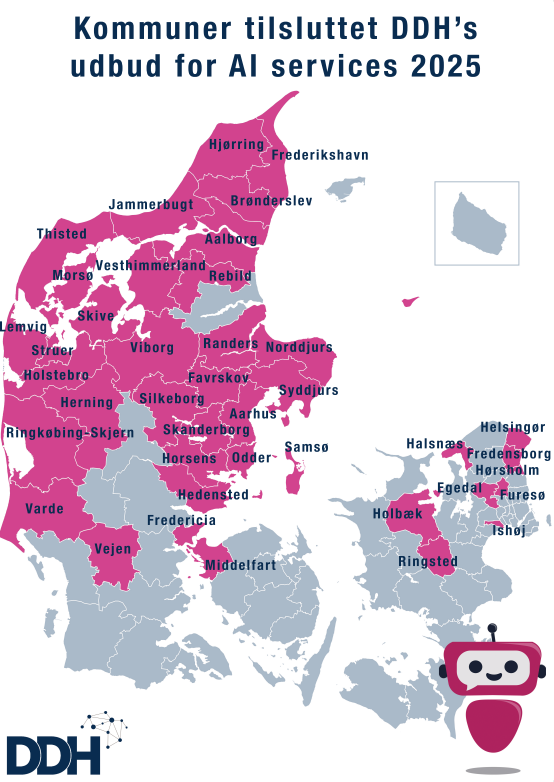 Kommuner tilsluttet DDH’s
udbud for AI services 2025
Hjørring
Frederikshavn
Brønderslev
Jammerbugt
Thisted
Aalborg
Vesthimmerland
Morsø
Rebild
Skive
Lemvig
Struer
Viborg
Randers
Norddjurs
Holstebro
Favrskov
Syddjurs
Silkeborg
Herning
Aarhus
Skanderborg
Ringkøbing-Skjern
Samsø
Horsens
Odder
Hedensted
Varde
Fredericia
Vejen
Middelfart
Helsingør
Halsnæs
Fredensborg
Hørsholm
Egedal
Furesø
Holbæk
Ishøj
Ringsted
DDH